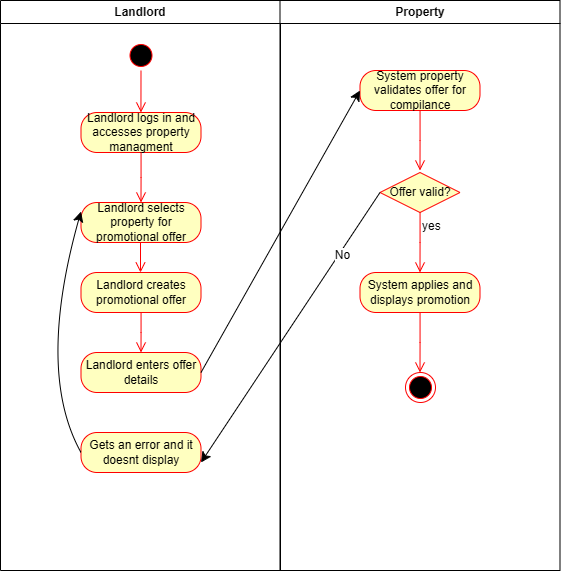 Landlord
Property
Landlord logs in and
accesses property
managment
Landlord selects
property for
promotional offer
Landlord creates
promotional offer
Landlord enters offer
details
Gets an error and it
doesnt display
System property
validates offer for
compliance
Offer valid?
yes
No
System applies and
displays promotion